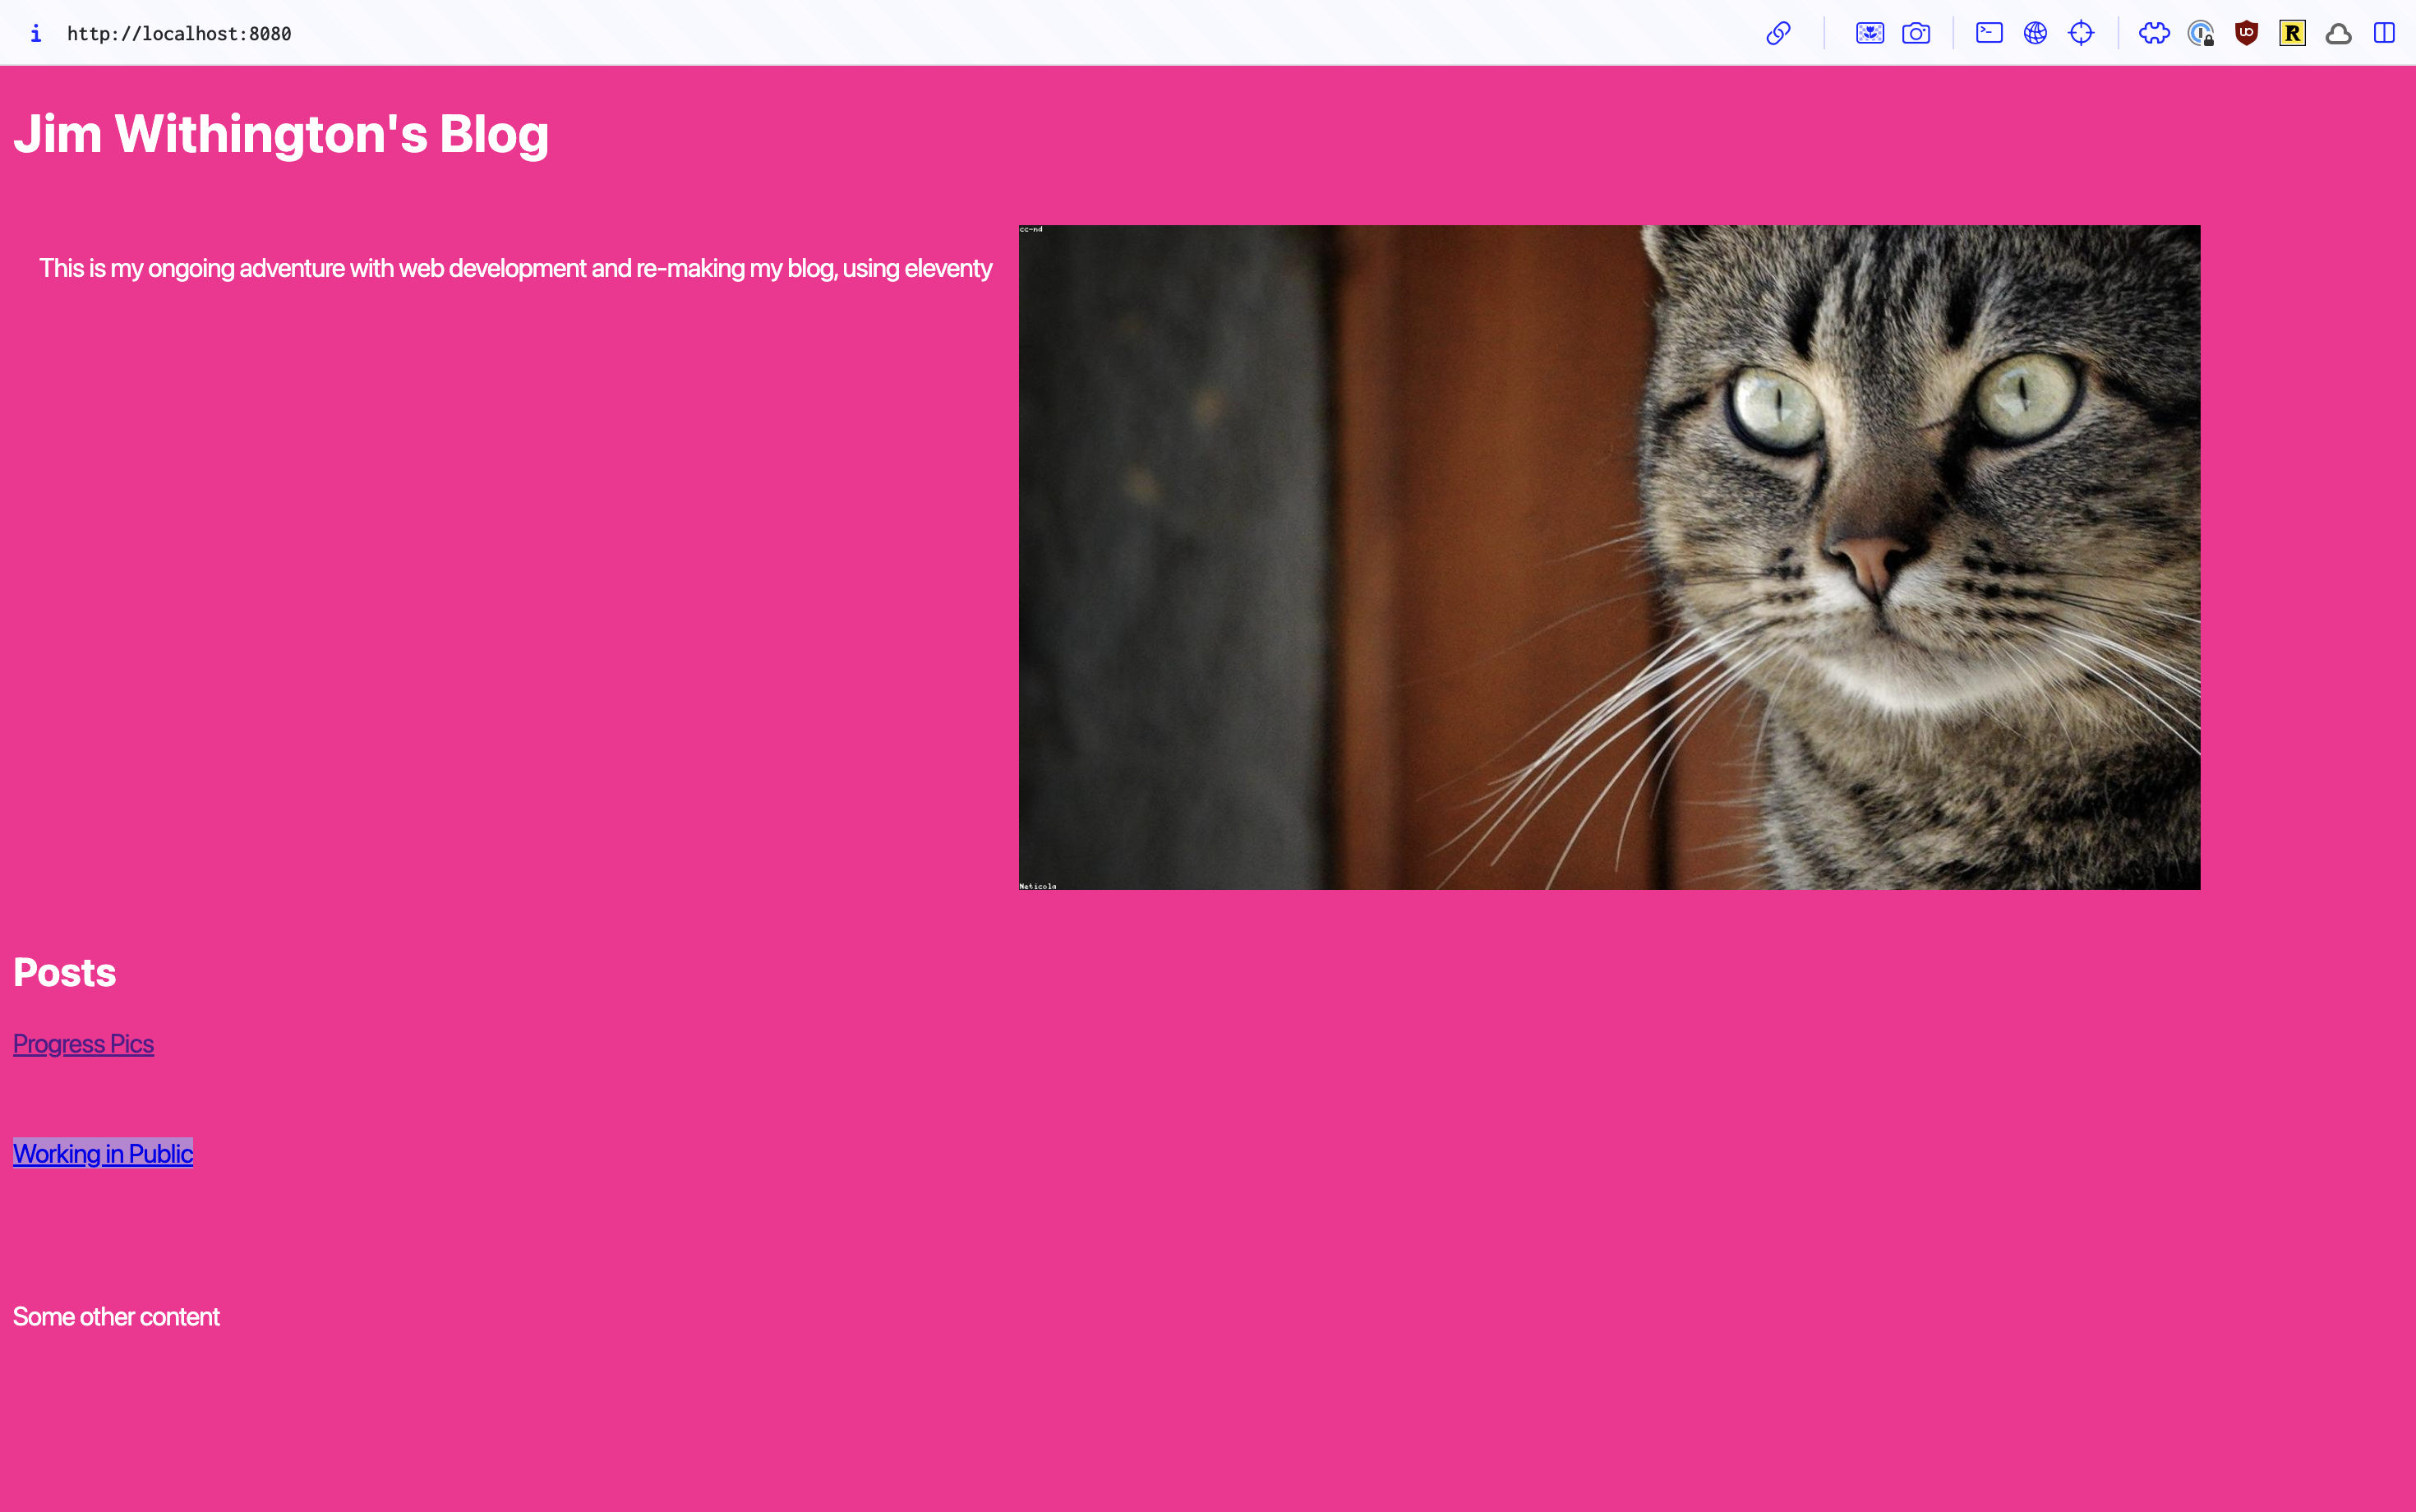 i http://localhost:8080
UO
R
Jim Withington's Blog
cc-nd
This is my ongoing adventure with web development and re-making my blog, using eleventy
Neticola
Posts
Progress Pics
Working in Public
Some other content